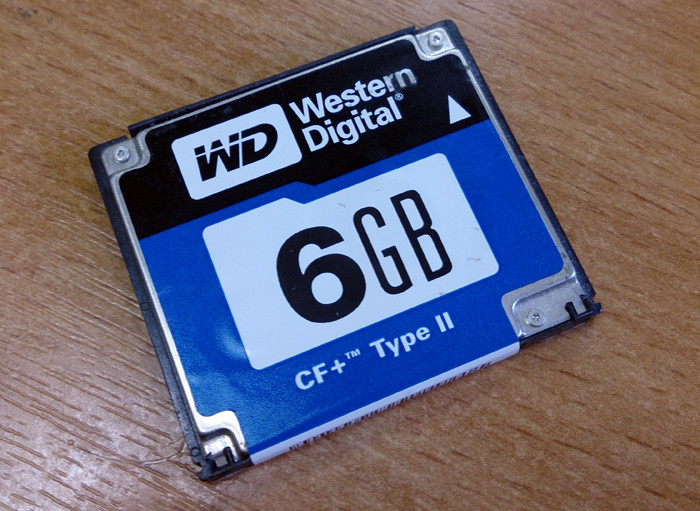 WD
Western
Digital®
6GB
CF+™ Type II